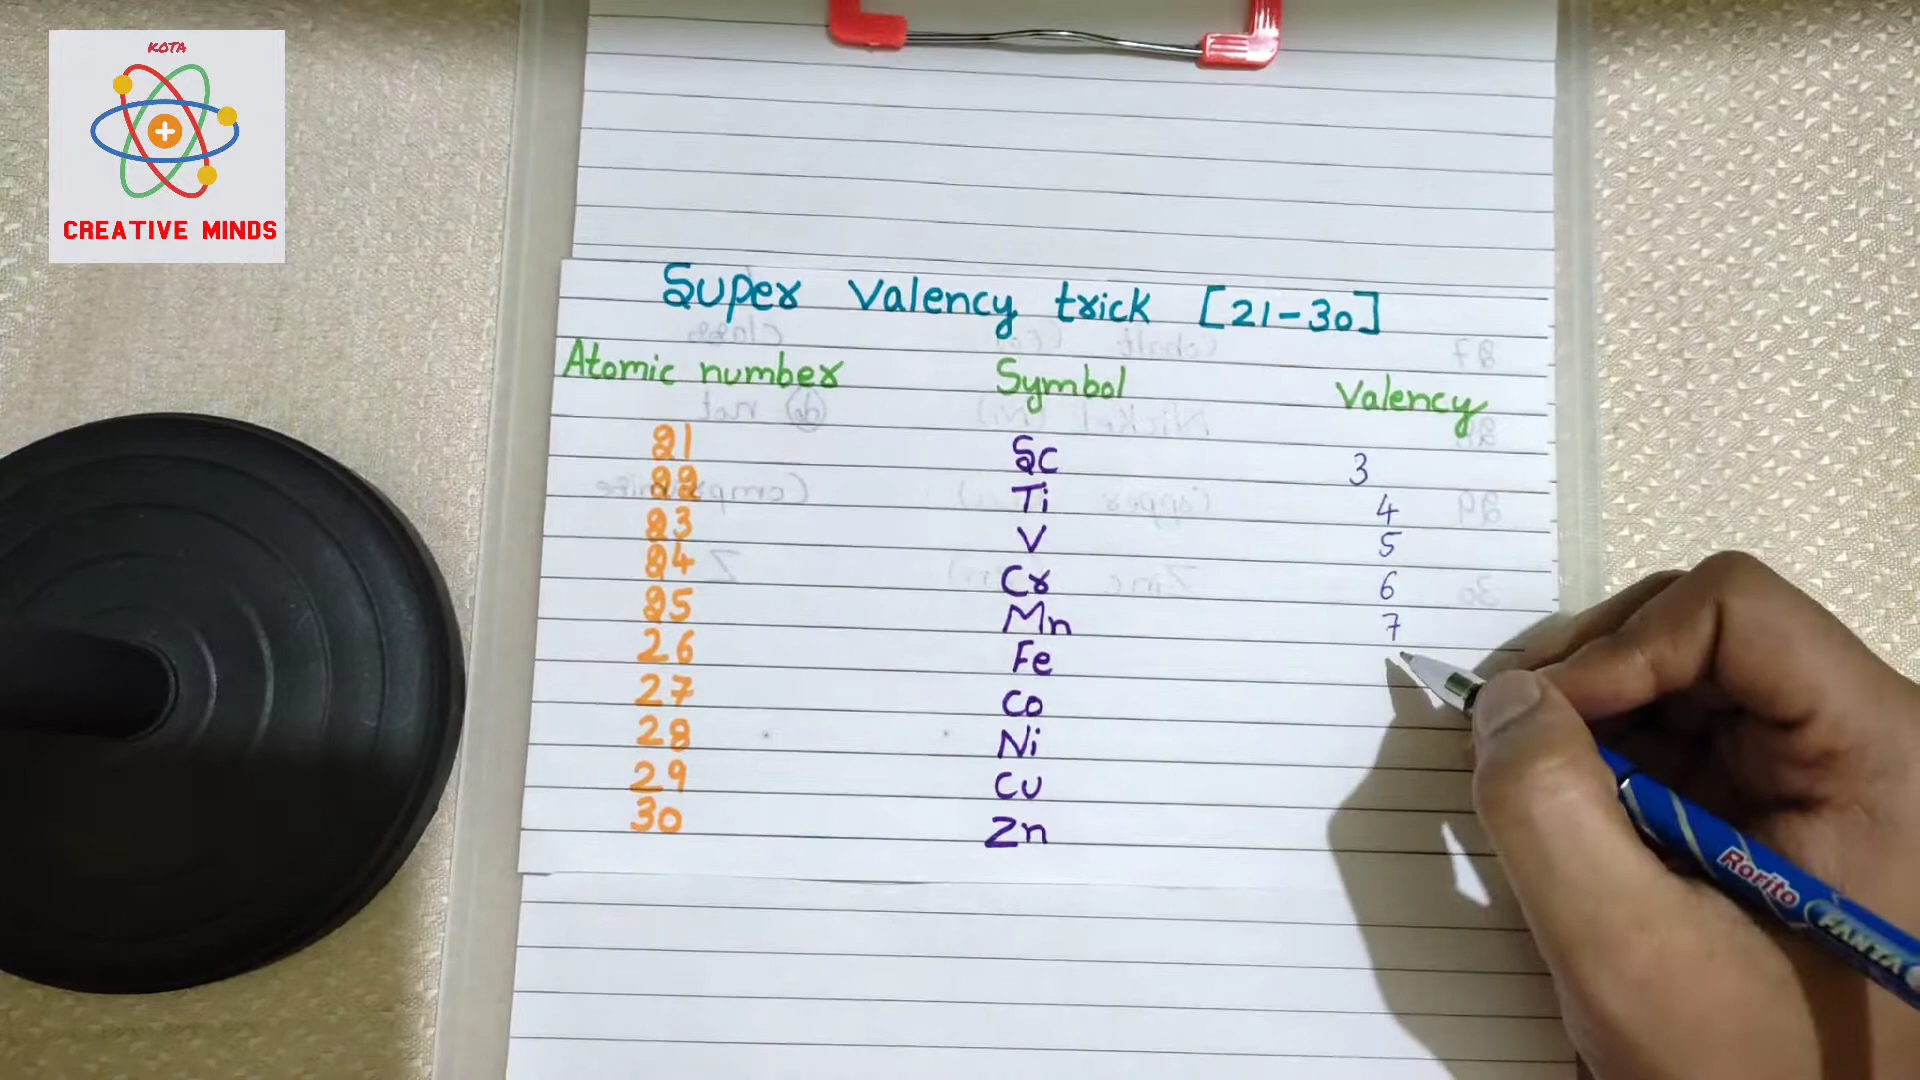 KOTA
CREATIVE MINDS
Super Valency trick [21-30]
Atomic number Symbol Valency
21 Sc 3
22 Ti 4
23 V 5
24 Cr 6
25 Mn 7
26 Fe
27 Co
28 Ni
29 Cu
30 Zn
Rorito
FANTA